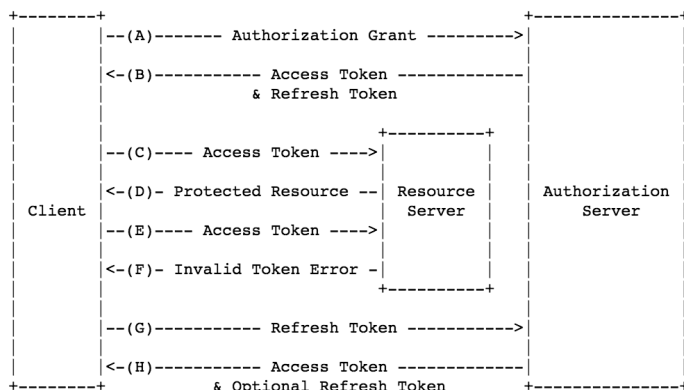 --(A)------- Authorization Grant --------->
<-(B)----------- Access Token -------------
& Refresh Token
--(C)---- Access Token ---->
<-(D)- Protected Resource --| Resource | Authorization
Client Server Server
--(E)---- Access Token ---->
<-(F)- Invalid Token Error -
--(G)----------- Refresh Token ----------->
<-(H)----------- Access Token -------------
& Optional Refresh Token